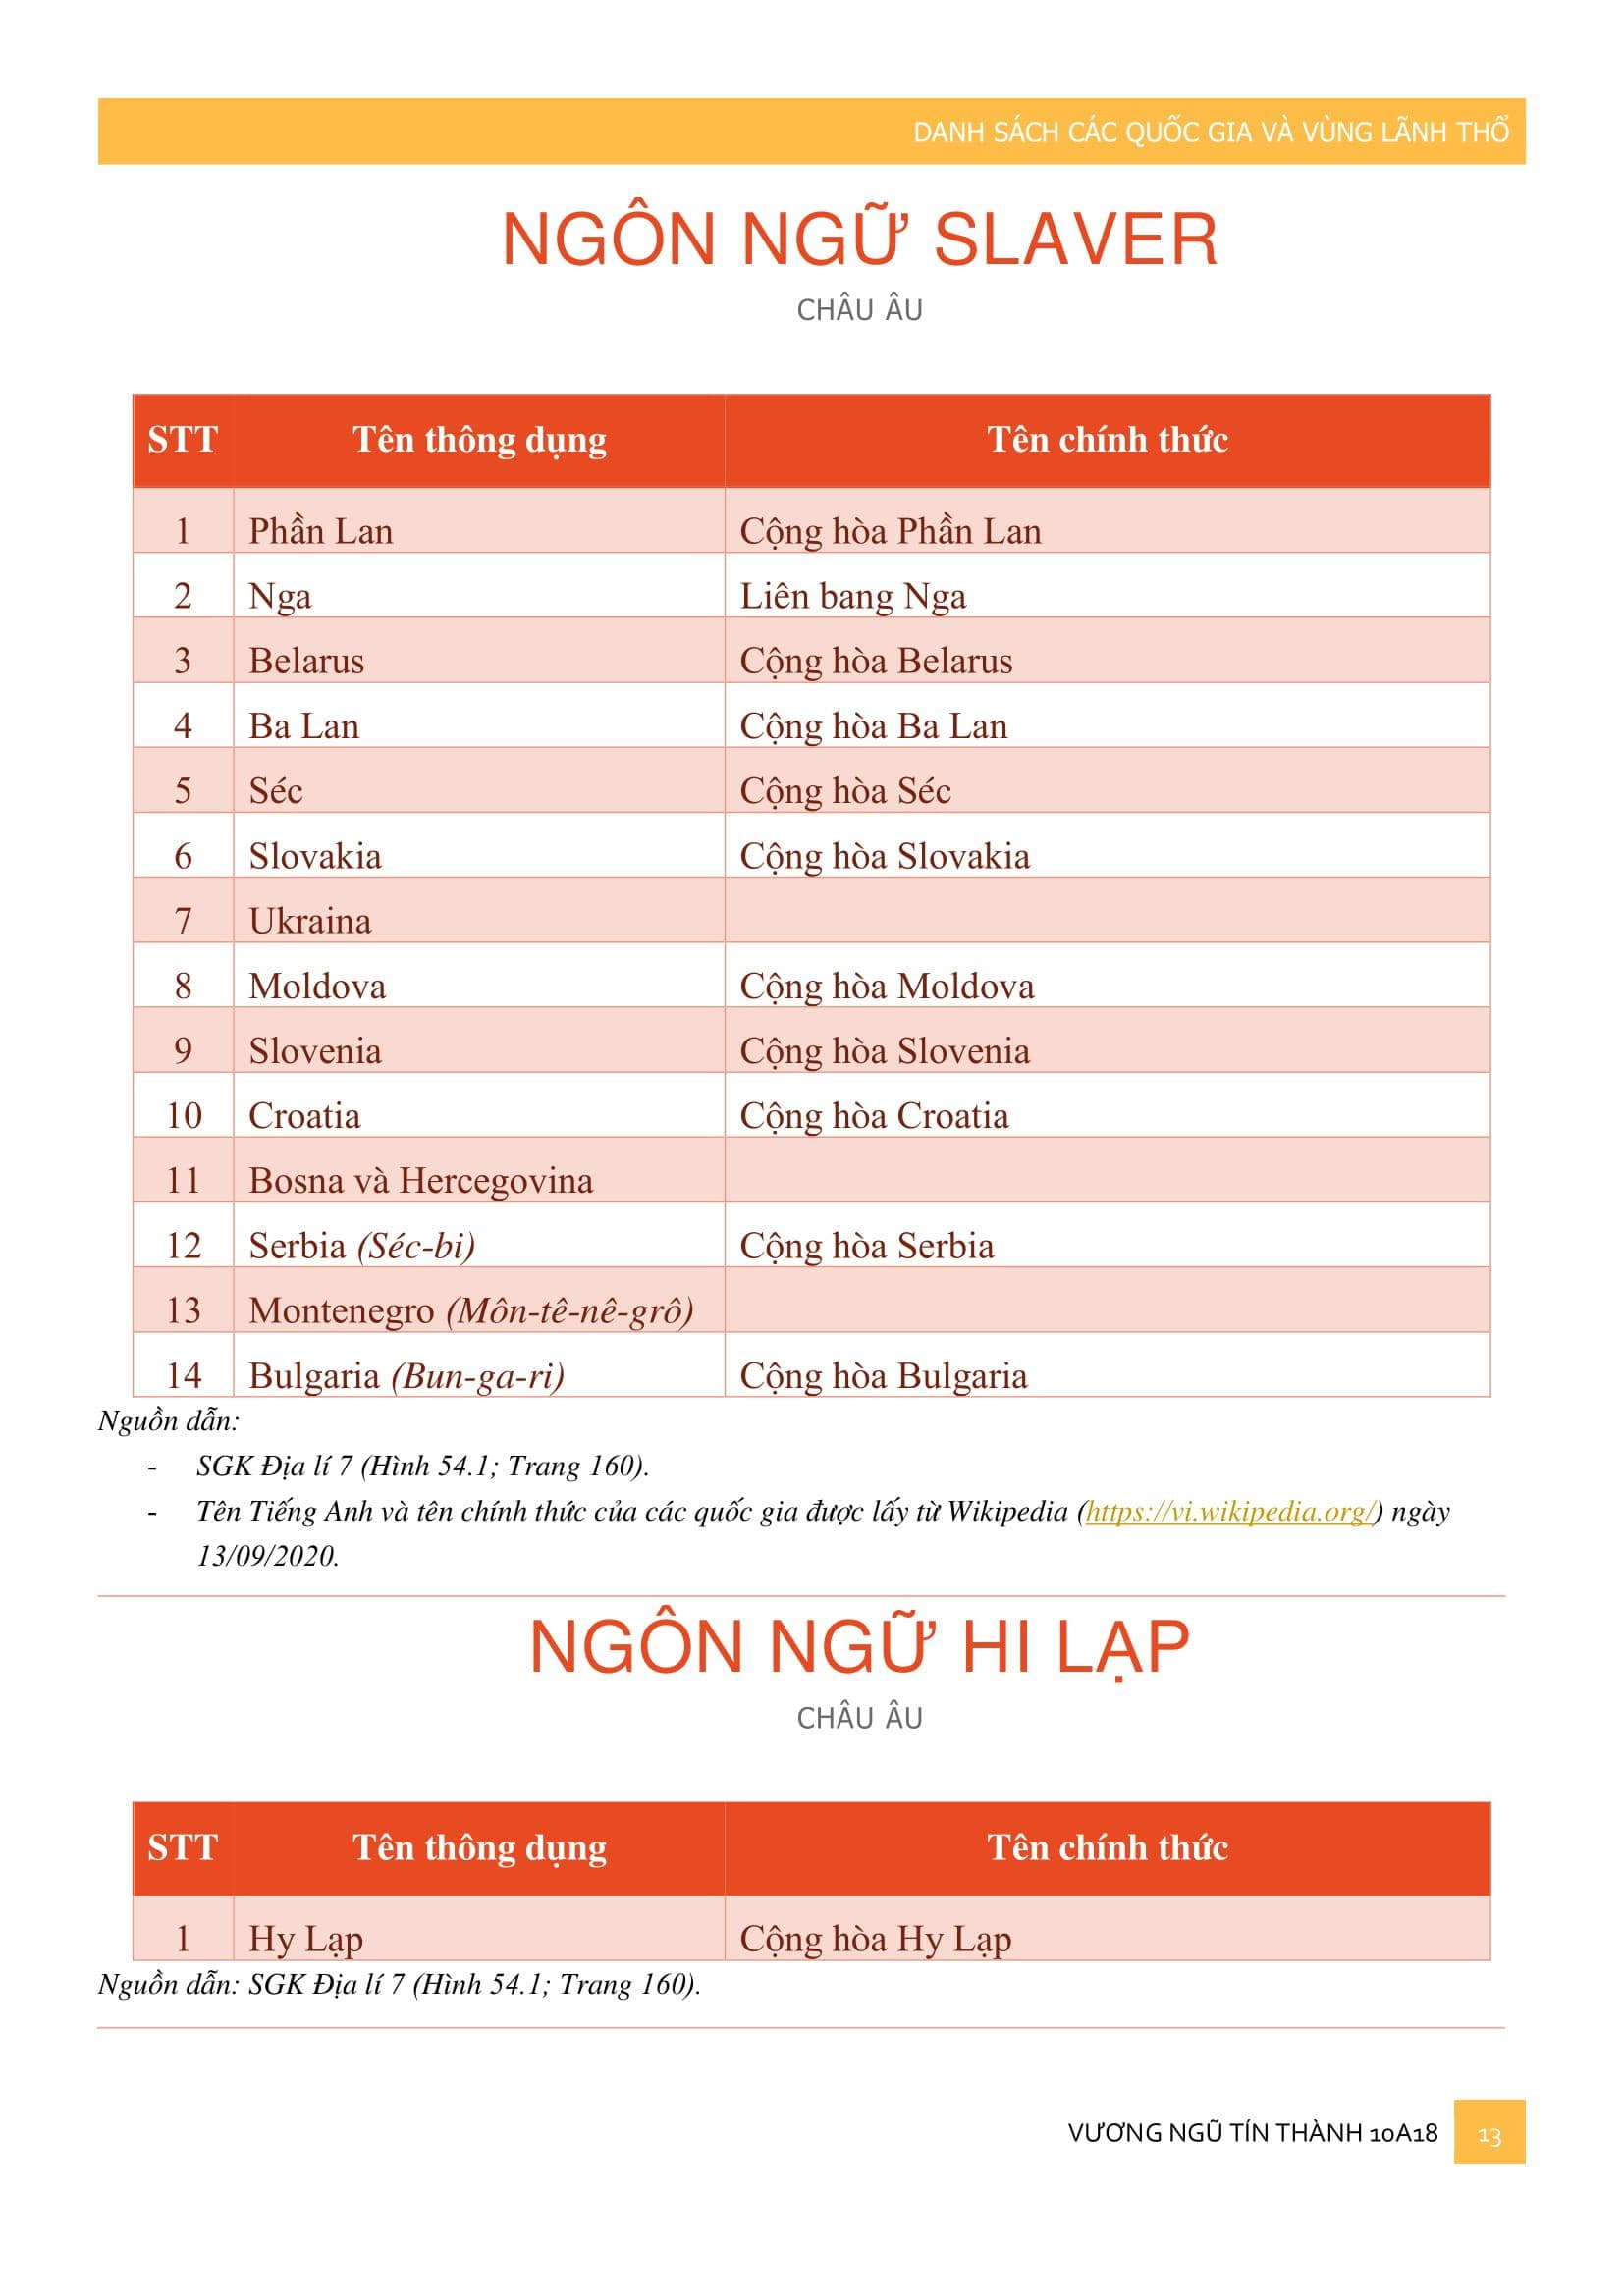 DANH SÁCH CÁC QUỐC GIA VÀ VÙNG LÃNH THỔ
NGÔN NGỮ SLAVER
CHÂU ÂU
STT Tên thông dụng Tên chính thức
1 Phần Lan Cộng hòa Phần Lan
2 Nga Liên bang Nga
3 Belarus Cộng hòa Belarus
4 Ba Lan Cộng hòa Ba Lan
5 Séc Cộng hòa Séc
6 Slovakia Cộng hòa Slovakia
7 Ukraina
8 Moldova Cộng hòa Moldova
9 Slovenia Cộng hòa Slovenia
10 Croatia Cộng hòa Croatia
11 Bosna và Hercegovina
12 Serbia (Séc-bi) Cộng hòa Serbia
13 Montenegro (Môn-tê-nê-grô)
14 Bulgaria (Bun-ga-ri) Cộng hòa Bulgaria
Nguồn dẫn:
- SGK Địa lí 7 (Hình 54.1; Trang 160).
- Tên Tiếng Anh và tên chính thức của các quốc gia được lấy từ Wikipedia (https://vi.wikipedia.org/) ngày
13/09/2020.
NGÔN NGỮ HI LẠP
CHÂU ÂU
STT Tên thông dụng Tên chính thức
1 Hy Lạp Cộng hòa Hy Lạp
Nguồn dẫn: SGK Địa lí 7 (Hình 54.1; Trang 160).
VƯƠNG NGŨ TÍN THÀNH 10A18 13